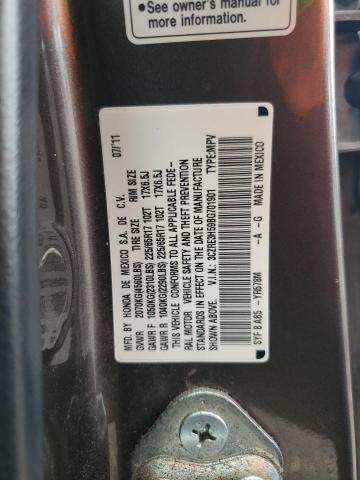 ●See owner's manual for
more information.
MFD. BY HONDA DE MEXICO S.A. DE C.V. 07/'11
GVWR 2070KG(4560LBS) TIRE SIZE RIM SIZE
GAWR F 1050KG(2310LBS) 225/65R17 102T 17X6.5J
GAWR R 1040KG(2290LBS) 225/65R17 102T 17X6.5J
THIS VEHICLE CONFORMS TO ALL APPLICABLE FEDE-
RAL MOTOR VEHICLE SAFETY AND THEFT PREVENTION
STANDARDS IN EFFECT ON THE DATE OF MANUFACTURE
SHOWN ABOVE. V.I.N.: 3CZRE3H59BG701901 TYPE:MPV
SYF B AB5 -YR578M -A -G MADE IN MEXICO